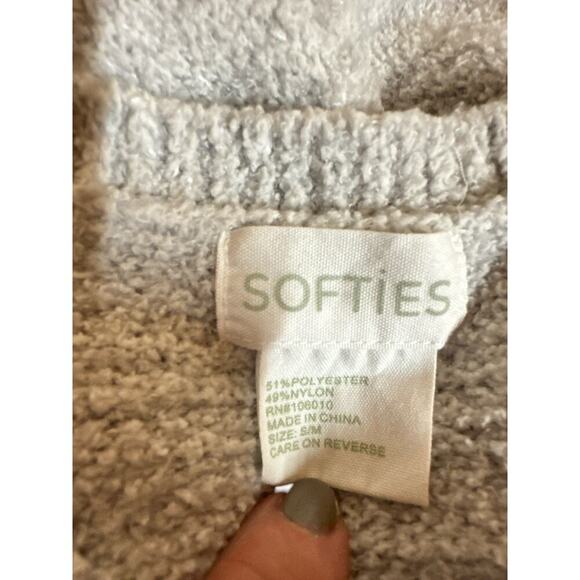 SOFTiES
51%POLYESTER
49%NYLON
RN#106010
MADE IN CHINA
SIZE: S/M
CARE ON REVERSE